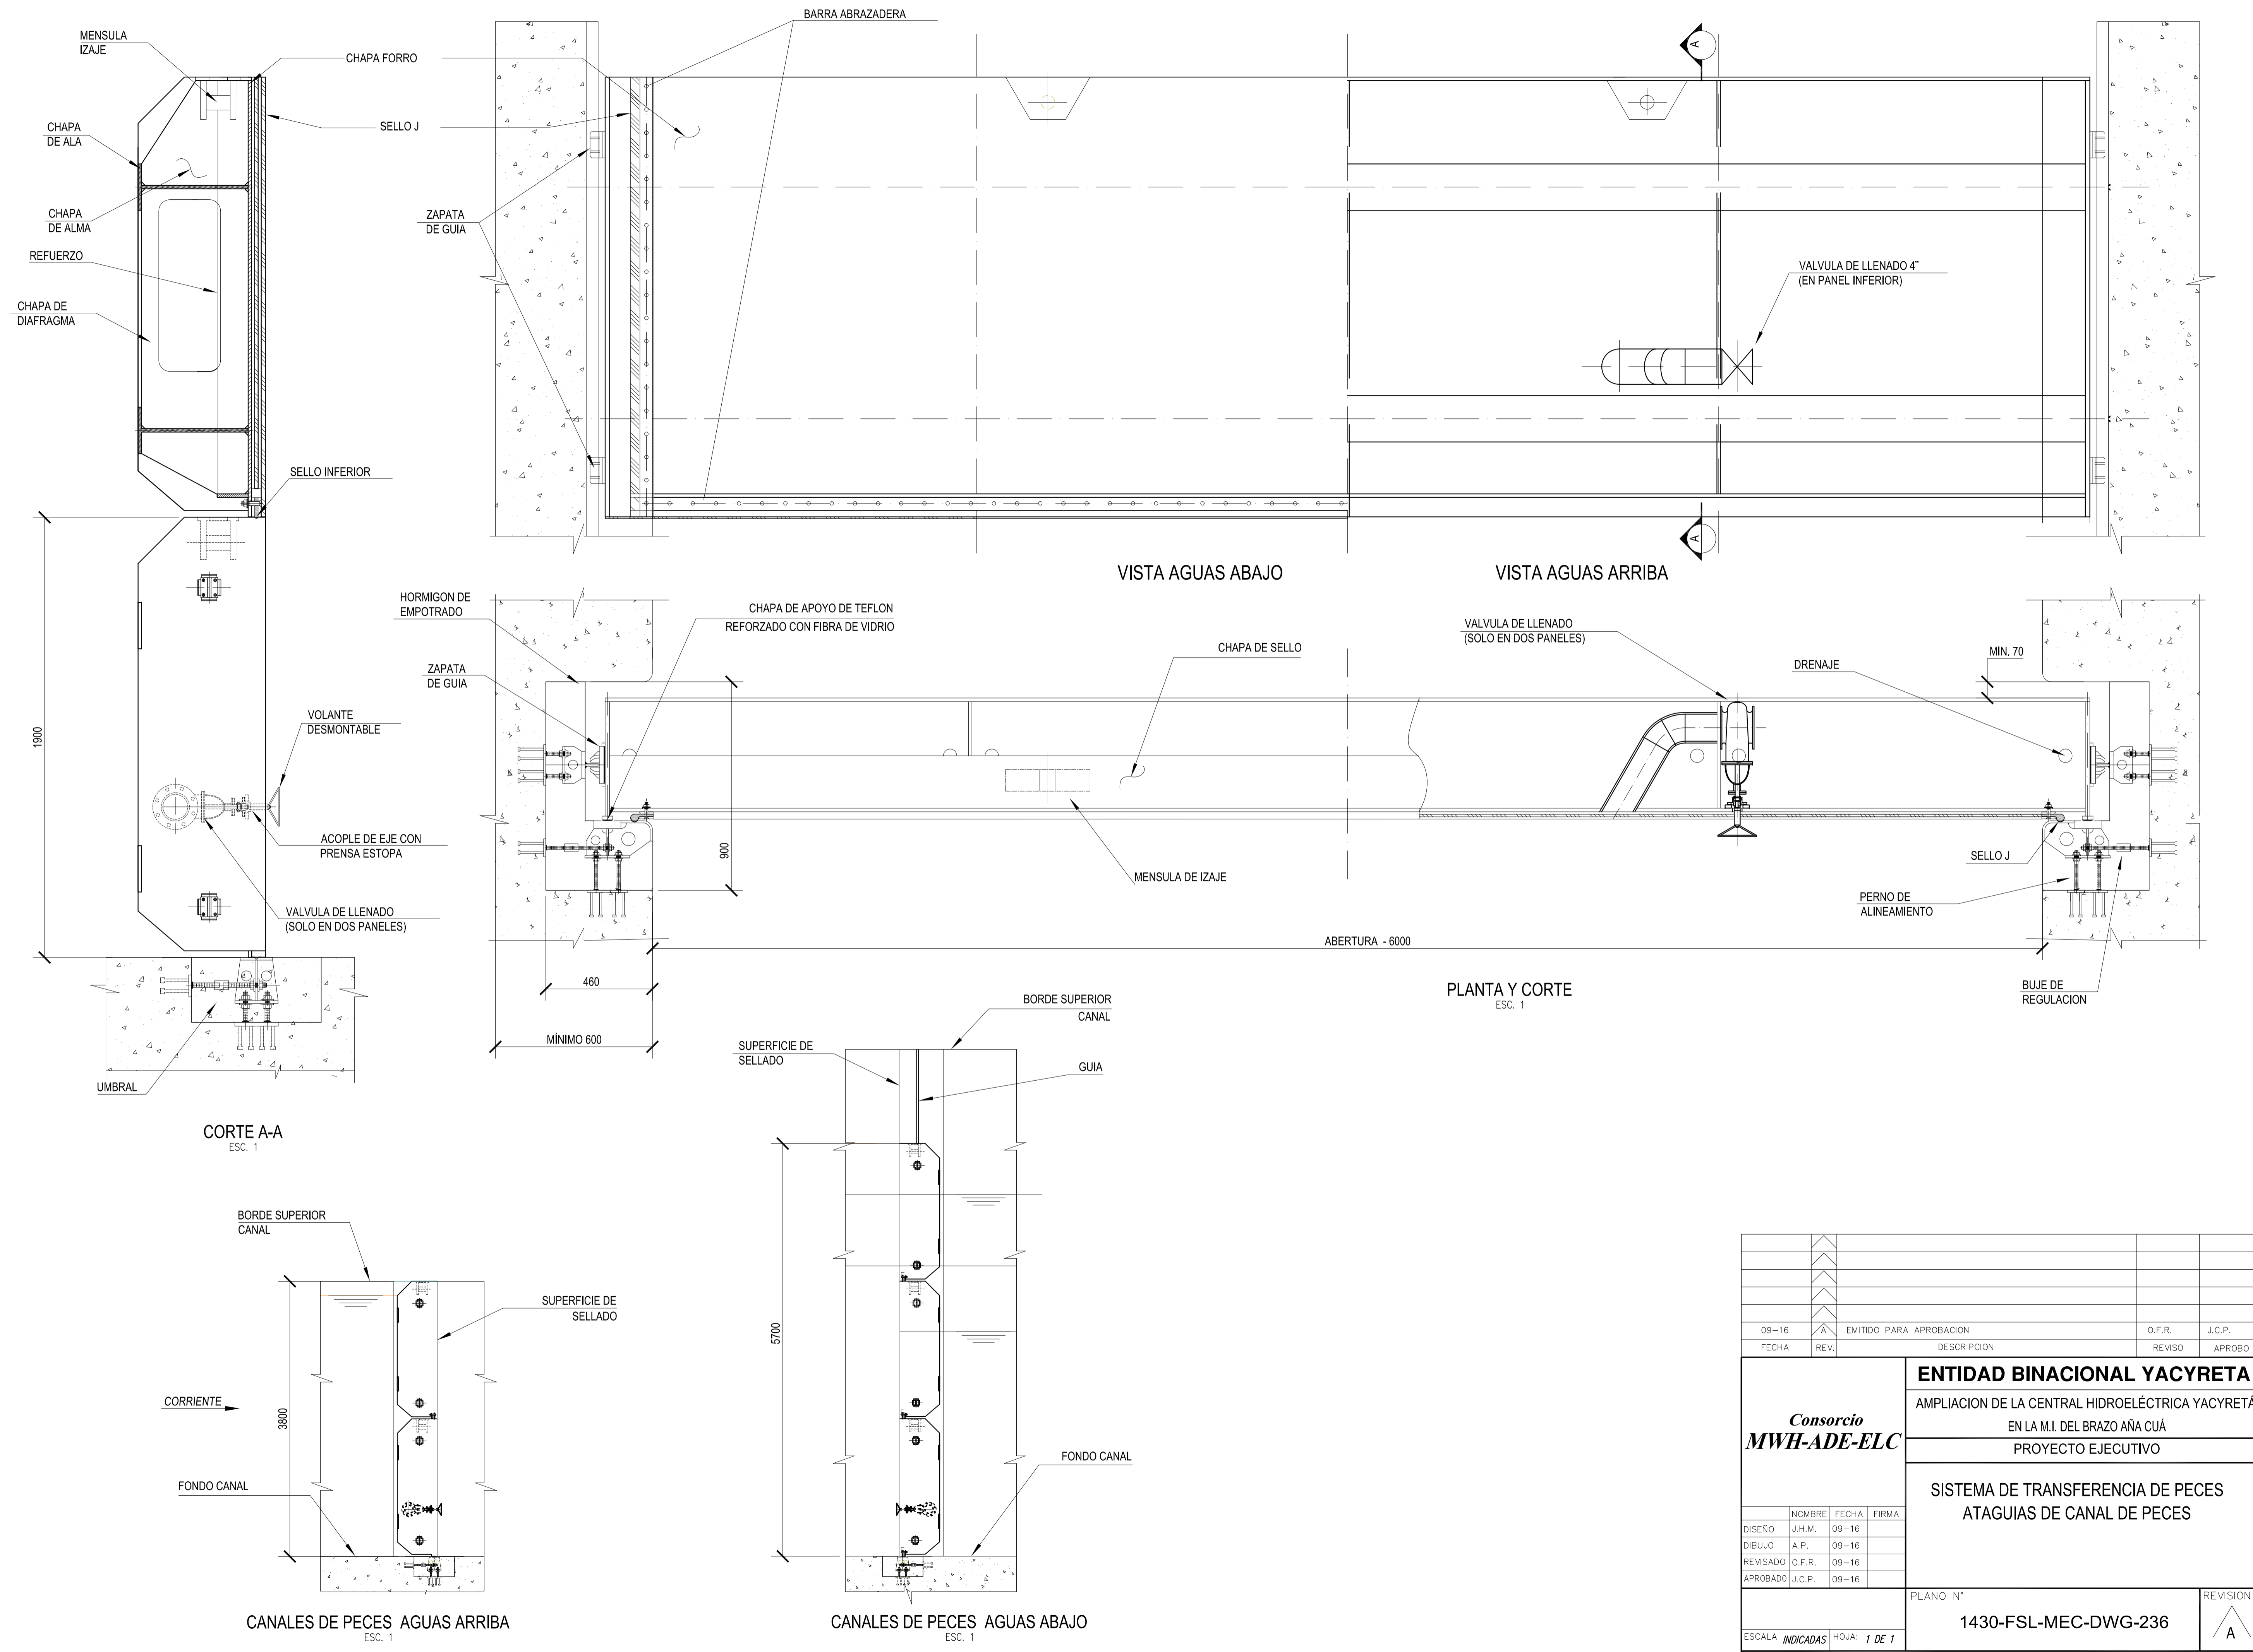 BARRA ABRAZADERA
MENSULA
IZAJE
CHAPA FORRO
A
CHAPA
DE ALA
SELLO J
CHAPA
DE ALMA
ZAPATA
DE GUIA
REFUERZO
VALVULA DE LLENADO 4"
(EN PANEL INFERIOR)
CHAPA DE
DIAFRAGMA
SELLO INFERIOR
A
VISTA AGUAS ABAJO
VISTA AGUAS ARRIBA
1900
VOLANTE
DESMONTABLE
ACOPLE DE EJE CON
PRENSA ESTOPA
VALVULA DE LLENADO
(SOLO EN DOS PANELES)
UMBRAL
CORTE A-A
ESC. 1
HORMIGON DE
EMPOTRADO
CHAPA DE APOYO DE TEFLON
REFORZADO CON FIBRA DE VIDRIO
ZAPATA
DE GUIA
CHAPA DE SELLO
VALVULA DE LLENADO
(SOLO EN DOS PANELES)
DRENAJE
MIN. 70
900
MENSULA DE IZAJE
SELLO J
PERNO DE
ALINEAMIENTO
ABERTURA - 6000
460
MÍNIMO 600
BUJE DE
REGULACION
PLANTA Y CORTE
ESC. 1
BORDE SUPERIOR
CANAL
SUPERFICIE DE
SELLADO
GUIA
5700
FONDO CANAL
CANALES DE PECES AGUAS ABAJO
ESC. 1
BORDE SUPERIOR
CANAL
SUPERFICIE DE
SELLADO
CORRIENTE
3800
FONDO CANAL
CANALES DE PECES AGUAS ARRIBA
ESC. 1
09-16 A EMITIDO PARA APROBACION O.F.R. J.C.P.
FECHA REV. DESCRIPCION REVISO APROBO
Consorcio
MWH-ADE-ELC
ENTIDAD BINACIONAL YACYRETA
AMPLIACION DE LA CENTRAL HIDROELÉCTRICA YACYRETÁ
EN LA M.I. DEL BRAZO AÑA CUÁ
PROYECTO EJECUTIVO
SISTEMA DE TRANSFERENCIA DE PECES
ATAGUIAS DE CANAL DE PECES
NOMBRE FECHA FIRMA
DISEÑO J.H.M. 09-16
DIBUJO A.P. 09-16
REVISADO O.F.R. 09-16
APROBADO J.C.P. 09-16
ESCALA INDICADAS HOJA: 1 DE 1
PLANO N°
1430-FSL-MEC-DWG-236
REVISION
A